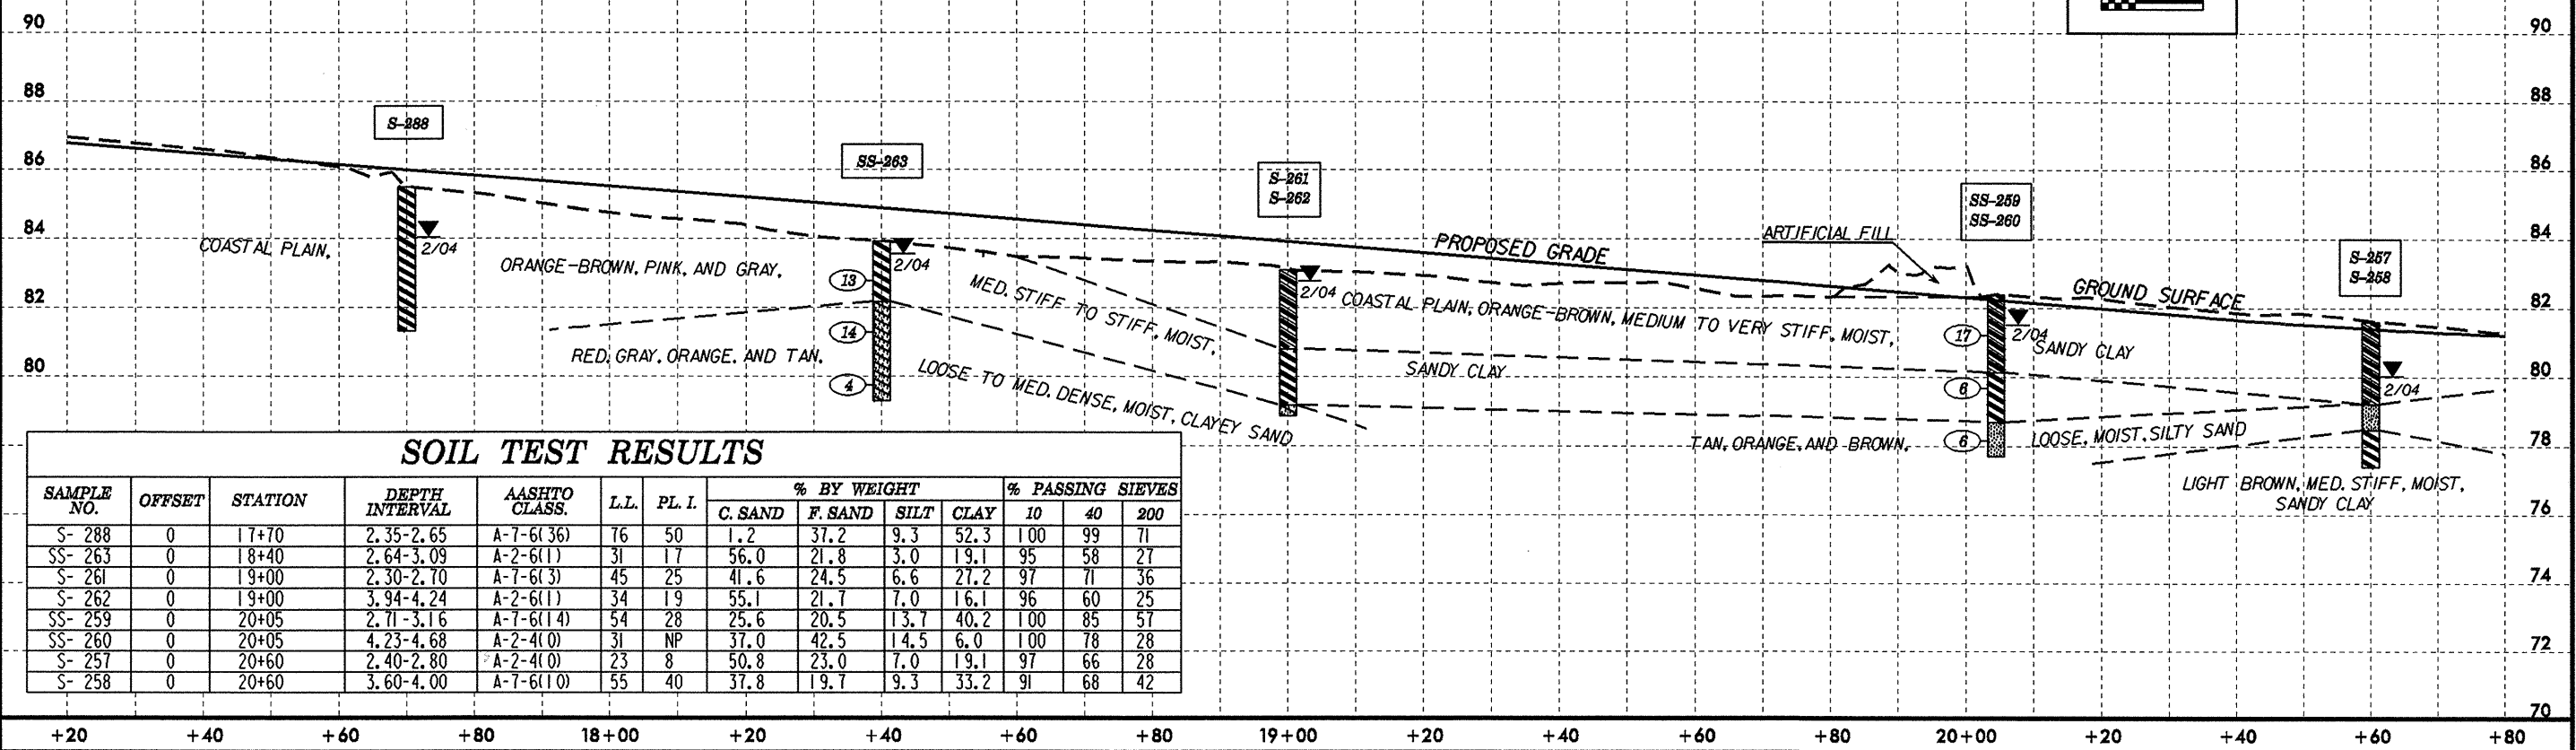 90 90
88 88
S-288
SS-263
86 86
S-261
S-262
SS-259
SS-260
84 84
COASTAL PLAIN,
2/04
ORANGE-BROWN, PINK, AND GRAY,
2/04
PROPOSED GRADE
ARTIFICIAL FILL
S-257
S-258
13
MED. STIFF TO STIFF, MOIST,
2/04
COASTAL PLAIN, ORANGE-BROWN, MEDIUM TO VERY STIFF, MOIST,
GROUND SURFACE
82 82
14
17
2/04
SANDY CLAY
RED, GRAY, ORANGE, AND TAN,
80 80
4
LOOSE TO MED. DENSE, MOIST, CLAYEY SAND
SANDY CLAY
6
2/04
TAN, ORANGE, AND BROWN,
6
LOOSE, MOIST, SILTY SAND
78
LIGHT BROWN, MED. STIFF, MOIST,
SANDY CLAY
76
74
72
70
SOIL TEST RESULTS
SAMPLE NO. OFFSET STATION DEPTH INTERVAL AASHTO CLASS. L.L. PL. I. % BY WEIGHT % PASSING SIEVES
C. SAND F. SAND SILT CLAY 10 40 200
S- 288 0 17+70 2.35-2.65 A-7-6(36) 76 50 1.2 37.2 9.3 52.3 100 99 71
SS- 263 0 18+40 2.64-3.09 A-2-6(1) 31 17 56.0 21.8 3.0 19.1 95 58 27
S- 261 0 19+00 2.30-2.70 A-7-6(3) 45 25 41.6 24.5 6.6 27.2 97 71 36
S- 262 0 19+00 3.94-4.24 A-2-6(1) 34 19 55.1 21.7 7.0 16.1 96 60 25
SS- 259 0 20+05 2.71-3.16 A-7-6(14) 54 28 25.6 20.5 13.7 40.2 100 85 57
SS- 260 0 20+05 4.23-4.68 A-2-4(0) 31 NP 37.0 42.5 14.5 6.0 100 78 28
S- 257 0 20+60 2.40-2.80 A-2-4(0) 23 8 50.8 23.0 7.0 19.1 97 66 28
S- 258 0 20+60 3.60-4.00 A-7-6(10) 55 40 37.8 19.7 9.3 33.2 91 68 42
+20 +40 +60 +80 18+00 +20 +40 +60 +80 19+00 +20 +40 +60 +80 20+00 +20 +40 +60 +80